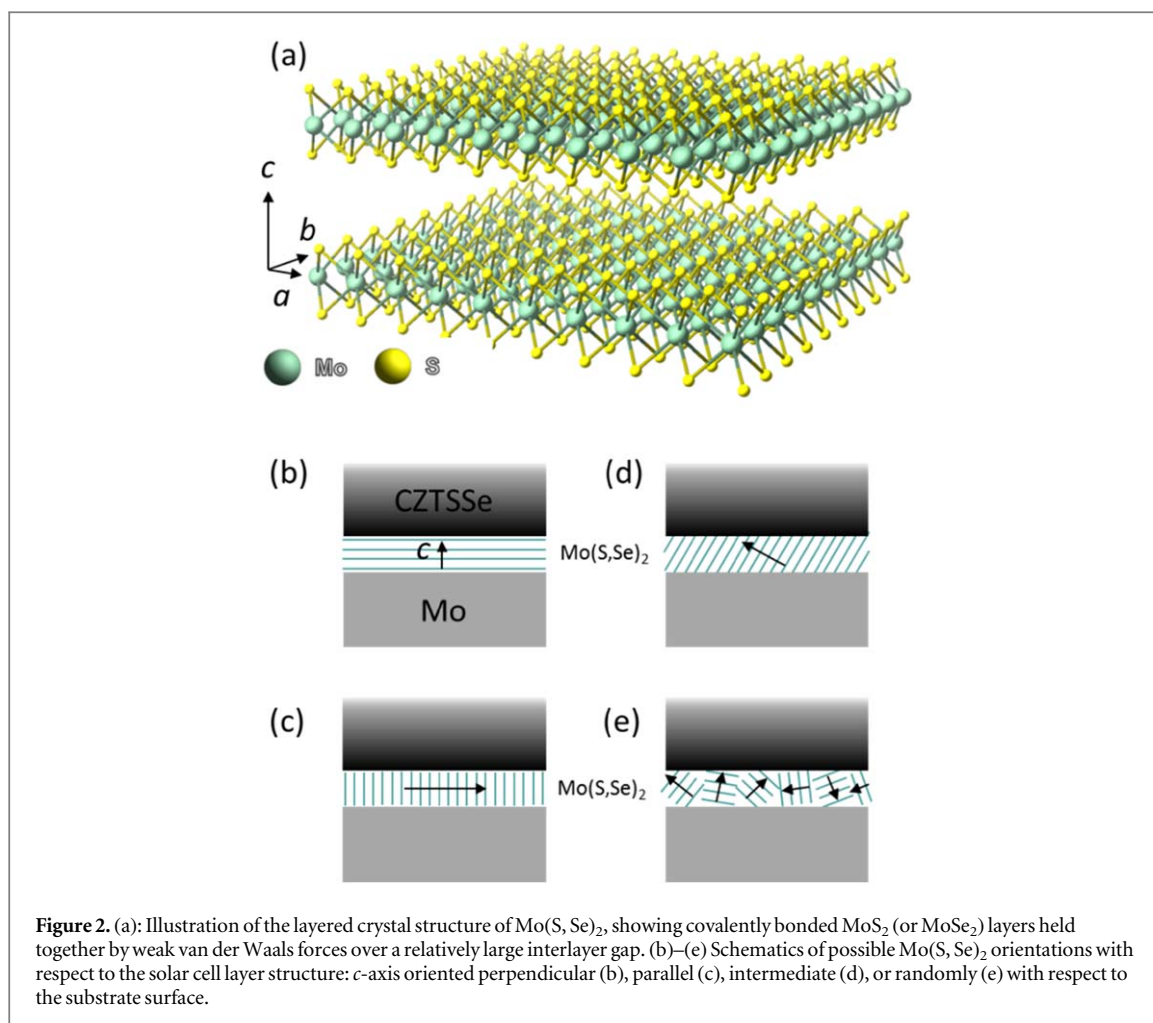 (a)
c
b
a
Mo S
(b)
CZTSSe
c
Mo
Mo(S,Se)2
(d)
(c)
Mo(S,Se)2
(e)
Figure 2. (a): Illustration of the layered crystal structure of Mo(S, Se)2, showing covalently bonded MoS2 (or MoSe2) layers held
together by weak van der Waals forces over a relatively large interlayer gap. (b)–(e) Schematics of possible Mo(S, Se)2 orientations with
respect to the solar cell layer structure: c-axis oriented perpendicular (b), parallel (c), intermediate (d), or randomly (e) with respect to
the substrate surface.